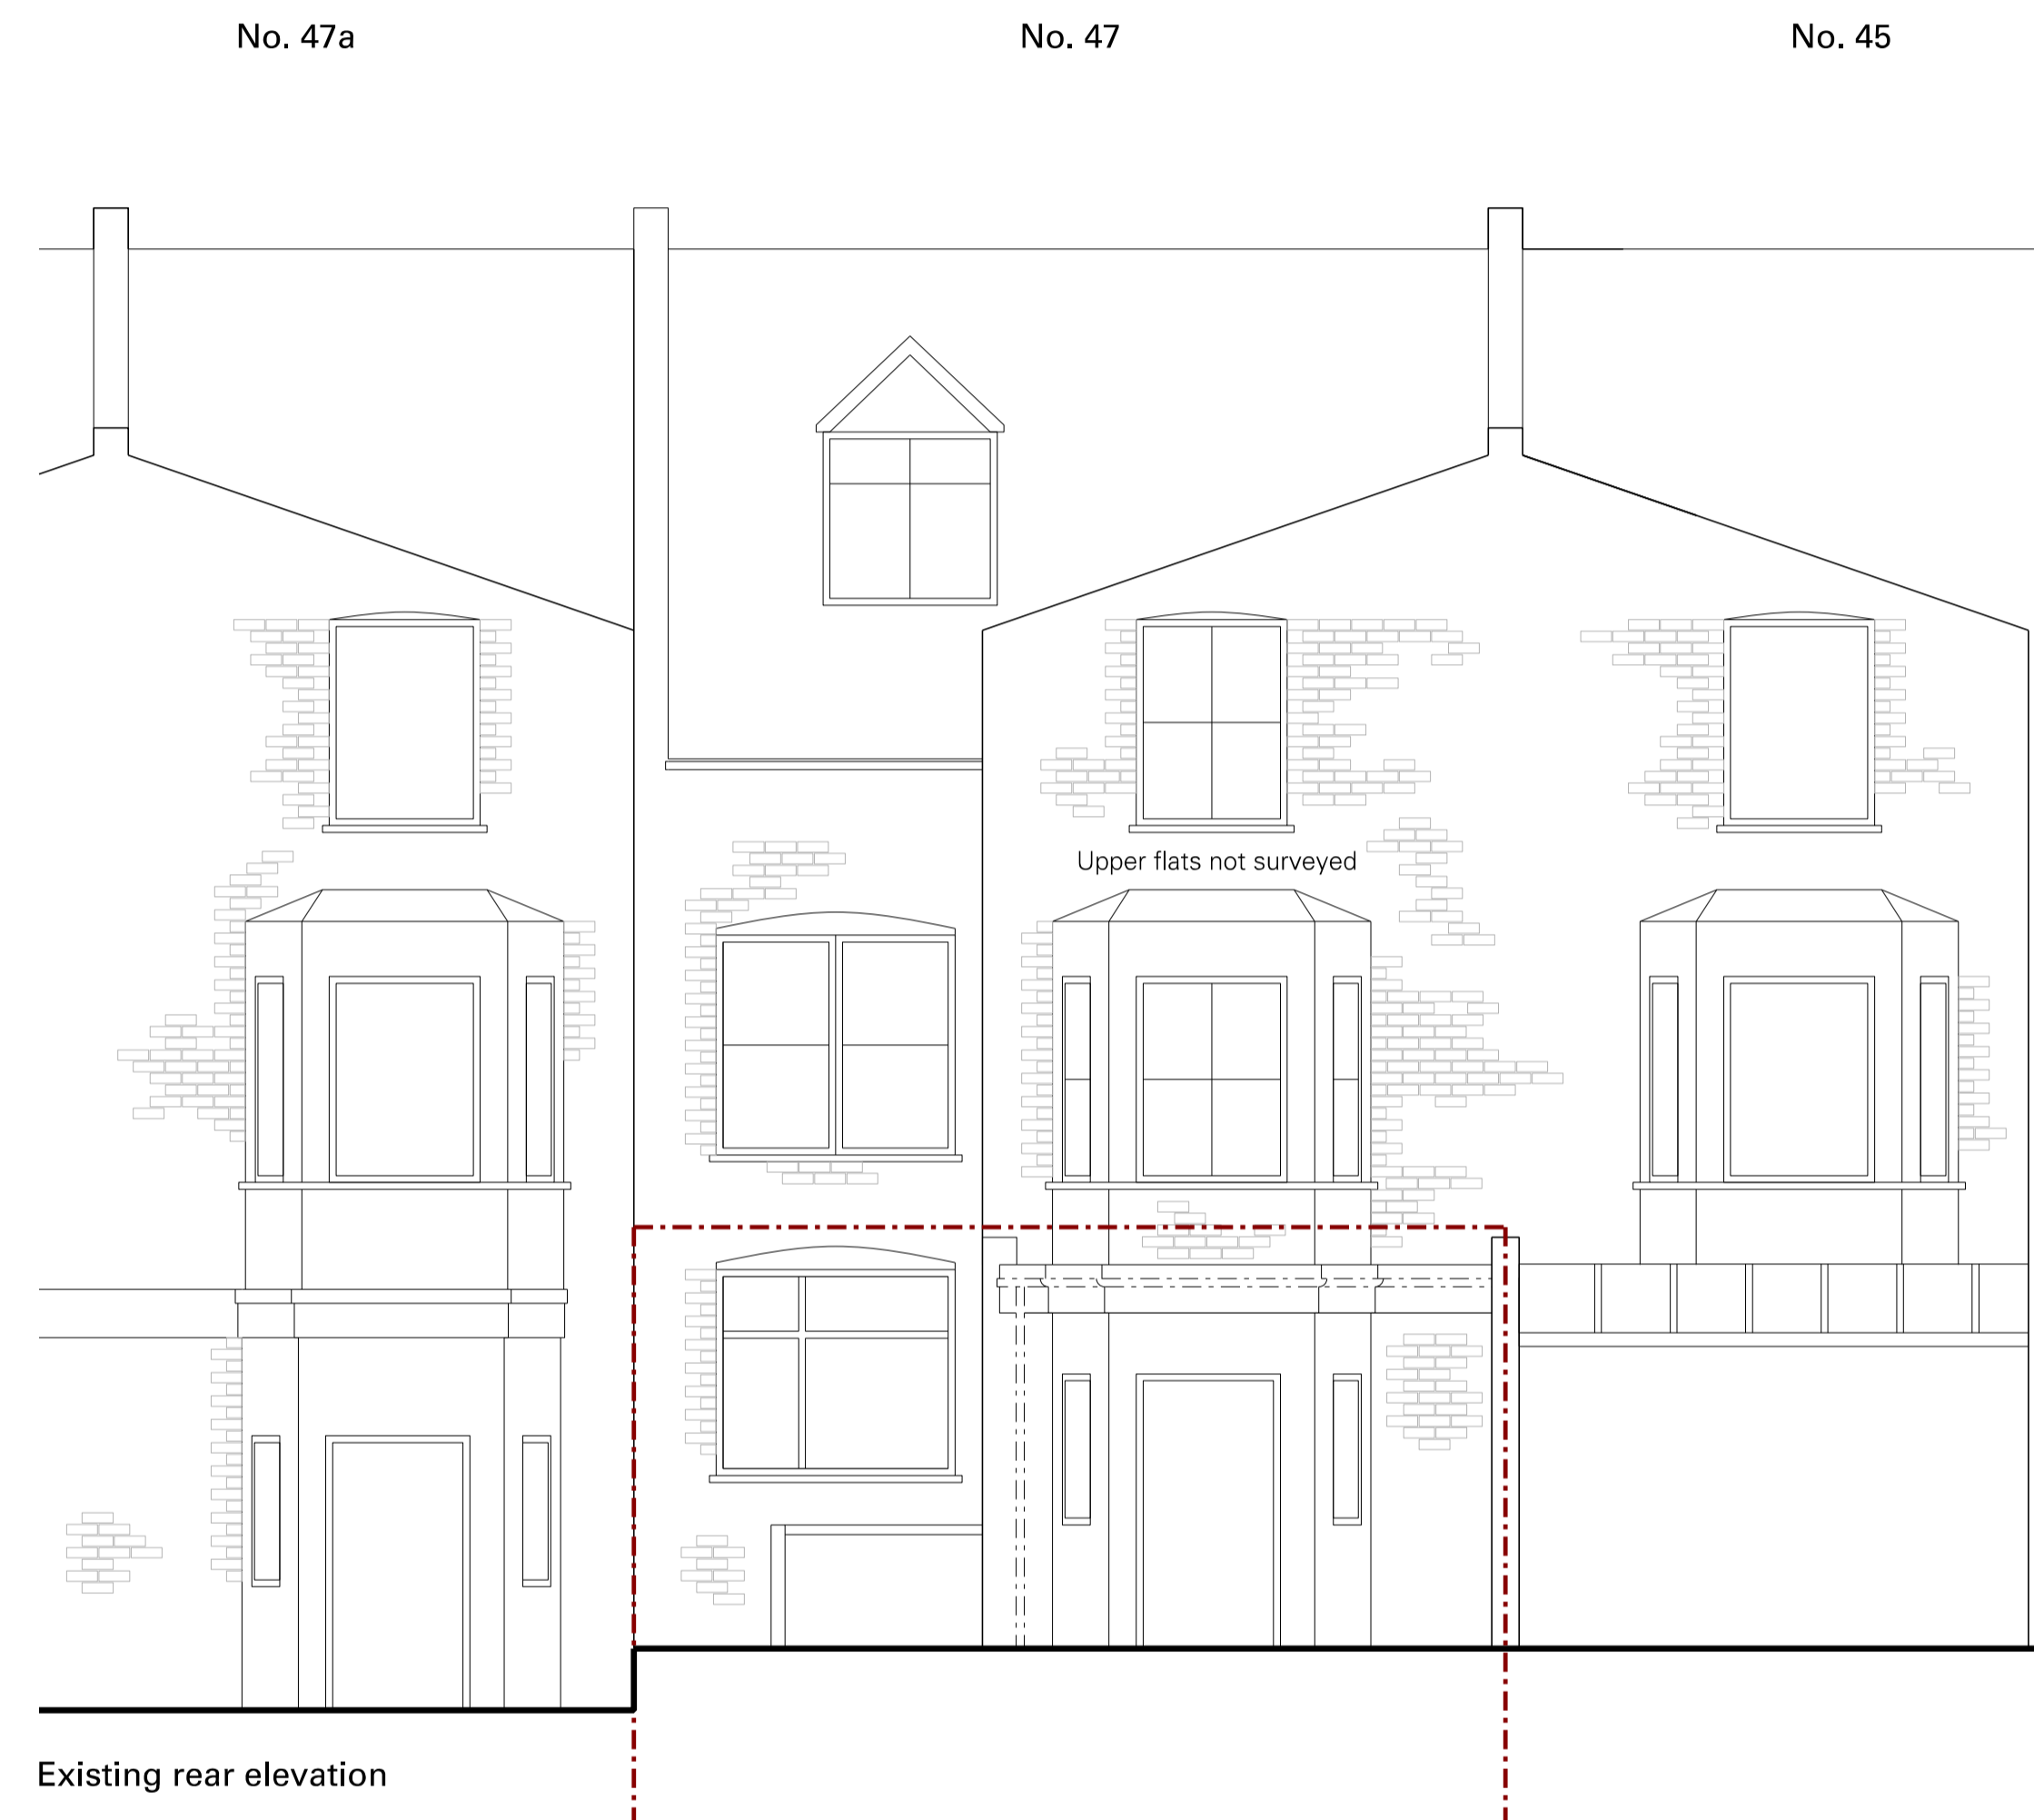 No. 47a
No. 47
No. 45
Upper flats not surveyed
Existing rear elevation